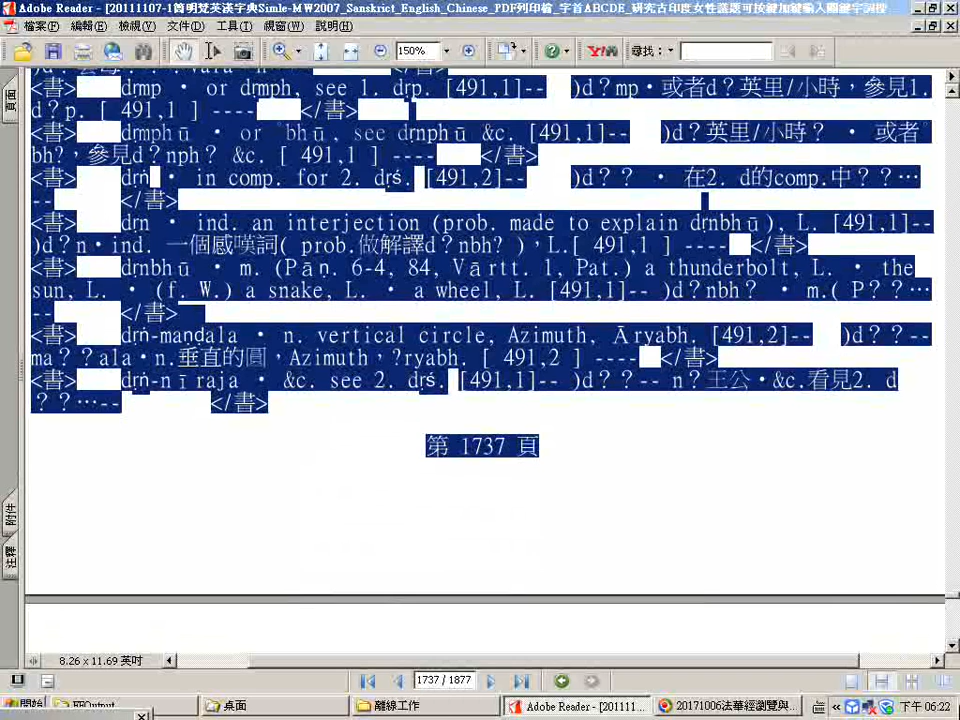 Adobe Reader - [20111107-1簡明梵英漢字典Simle-MW2007_Sanskrict_English_Chinese_PDF列印檔_字首ABCDE_研究古印度女性議題可按加鍵輸入關鍵字詞搜
檔案(F) 編輯(E) 檢視(V) 文件(D) 工具(T) 視窗(W) 說明(H)
150% Y! 尋找：
頁面
<書> dṛmp · or dṛmph, see 1. dṛp. [491,1]-- )d？mp·或者d？英里/小時，參見1.
d？p. [ 491,1 ] ---- </書>
<書> dṛmphū · or °bhū, see dṛnphū &c. [491,1]-- )d？英里/小時？ · 或者°
bh?，參見d？nph？ &c. [ 491,1 ] ---- </書>
<書> dṛṅ · in comp. for 2. dṛś. [491,2]-- )d？？ · 在2. d的comp.中？？…
-- </書>
<書> dṛn · ind. an interjection (prob. made to explain dṛnbhū), L. [491,1]--
)d？n·ind. 一個感嘆詞( prob.做解譯d？nbh? )，L.[ 491,1 ] ---- </書>
<書> dṛnbhū · m. (Pāṇ. 6-4, 84, Vārtt. 1, Pat.) a thunderbolt, L. · the
sun, L. · (f. W.) a snake, L. · a wheel, L. [491,1]-- )d？nbh？ · m.( P？？…
-- </書>
<書> dṛṅ-maṇḍala · n. vertical circle, Azimuth, Āryabh. [491,2]-- )d？？--
ma？？ala·n.垂直的圓，Azimuth，?ryabh. [ 491,2 ] ---- </書>
<書> dṛṅ-nīraja · &c. see 2. dṛś. [491,1]-- )d？？-- n？王公·&c.看見2. d
？？…-- </書>
第 1737 頁
附件
注釋
8.26 x 11.69 英吋
1737 / 1877
開始 FFOutput 桌面 離線工作 Adobe Reader - [201111... 20171006法華經瀏覽與... 下午 06:22